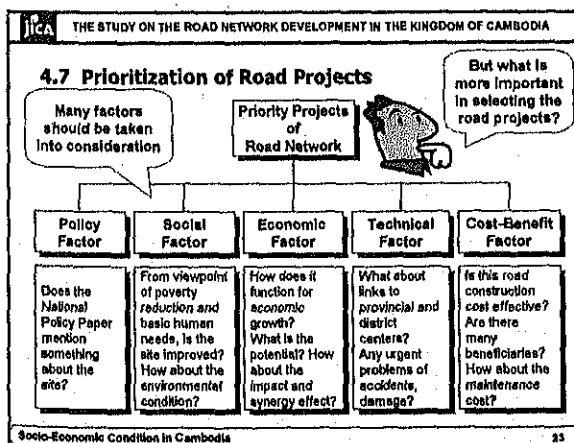 jica THE STUDY ON THE ROAD NETWORK DEVELOPMENT IN THE KINGDOM OF CAMBODIA
4.7 Prioritization of Road Projects
Many factors
should be taken
into consideration
Priority Projects
of
Road Network
But what is
more important
in selecting the
road projects?
Policy
Factor
Social
Factor
Economic
Factor
Technical
Factor
Cost-Benefit
Factor
Does the
National
Policy Paper
mention
something
about the
site?
From viewpoint
of poverty
reduction and
basic human
needs, is the
site improved?
How about the
environmental
condition?
How does it
function for
economic
growth?
What is the
potential? How
about the
impact and
synergy effect?
What about
links to
provincial and
district
centers?
Any urgent
problems of
accidents,
damage?
Is this road
construction
cost effective?
Are there
many
beneficiaries?
How about the
maintenance
cost?
Socio-Economic Condition in Cambodia 23